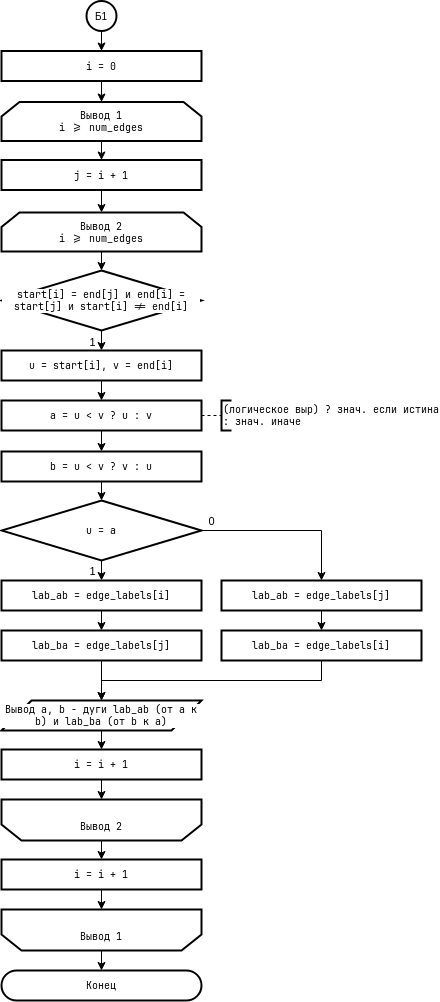 Б1
i = 0
Вывод 1
i ⩾ num_edges
j = i + 1
Вывод 2
i ⩾ num_edges
start[i] = end[j] и end[i] =
start[j] и start[i] ≠ end[i]
1
u = start[i], v = end[i]
a = u < v ? u : v
(логическое выр) ? знач. если истина
: знач. иначе
b = u < v ? v : u
u = a
0
1
lab_ab = edge_labels[i]
lab_ab = edge_labels[j]
lab_ba = edge_labels[j]
lab_ba = edge_labels[i]
Вывод a, b - дуги lab_ab (от a к
b) и lab_ba (от b к a)
i = i + 1
Вывод 2
i = i + 1
Вывод 1
Конец